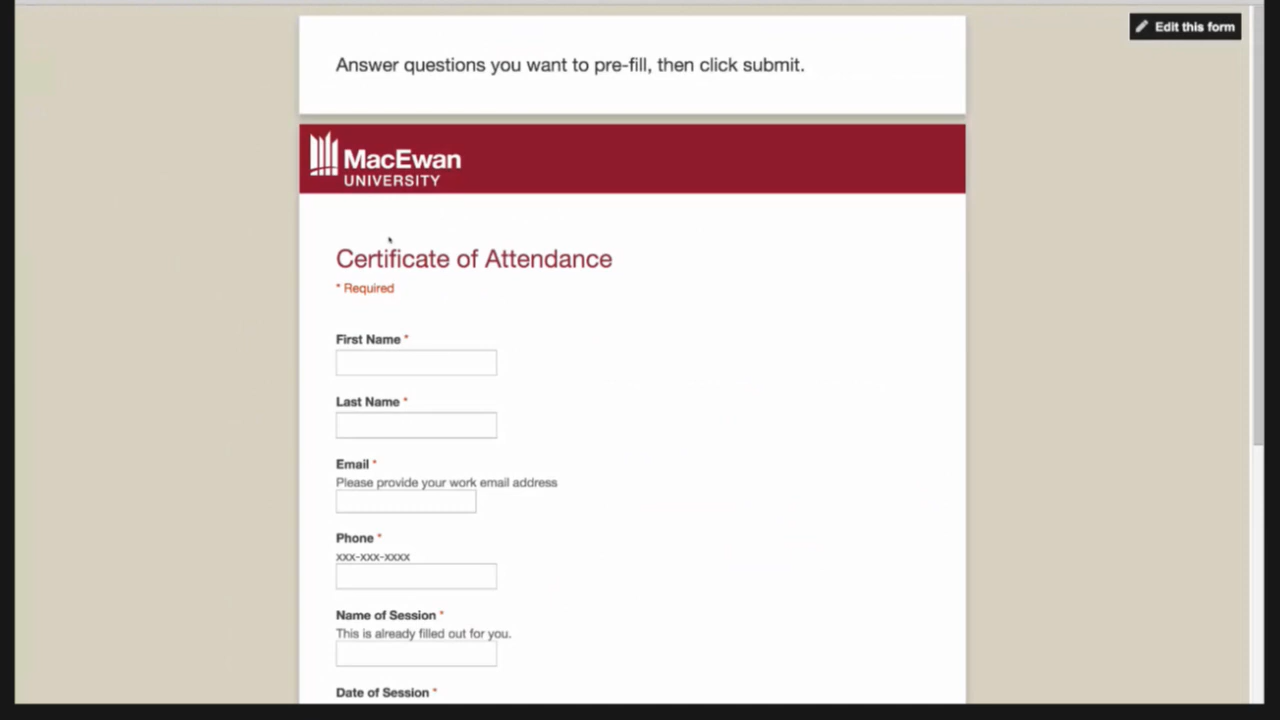 Edit this form
Answer questions you want to pre-fill, then click submit.
MacEwan
UNIVERSITY
Certificate of Attendance
* Required
First Name *
Last Name *
Email *
Please provide your work email address
Phone *
xxx-xxx-xxxx
Name of Session *
This is already filled out for you.
Date of Session *